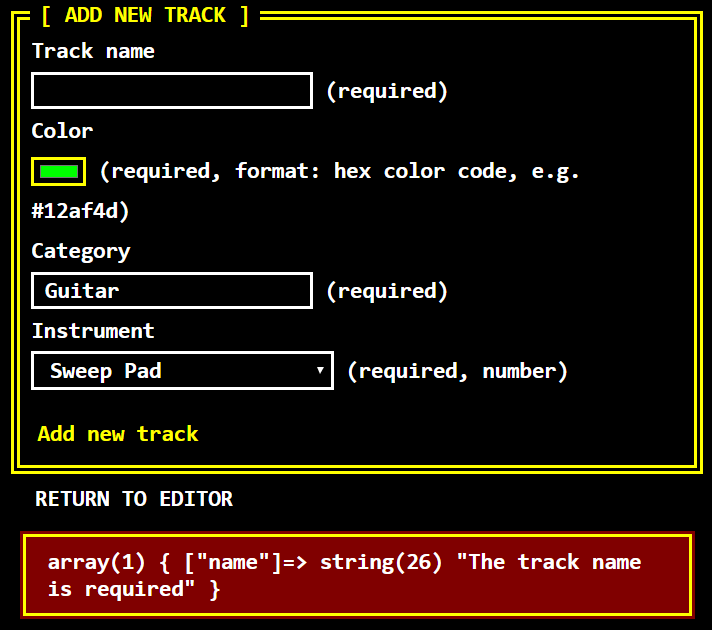 [ ADD NEW TRACK ]
Track name
(required)
Color
(required, format: hex color code, e.g.
#12af4d)
Category
Guitar (required)
Instrument
Sweep Pad (required, number)
Add new track
RETURN TO EDITOR
array(1) { ["name"]=> string(26) "The track name
is required" }